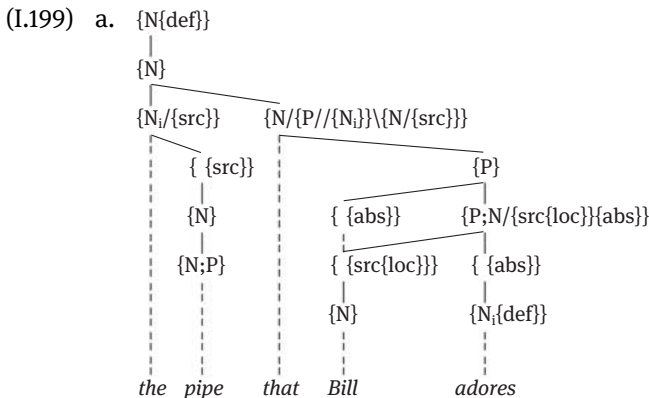 (I.199) a. {N{def}}
{N}
{Nᵢ/{src}} {N/{P//{Nᵢ}}\{N/{src}}}
{ {src}} {P}
{N} { {abs}} {P;N/{src{loc}}{abs}}
{N;P} { {src{loc}}} { {abs}}
{N} {Nᵢ{def}}
the pipe that Bill adores